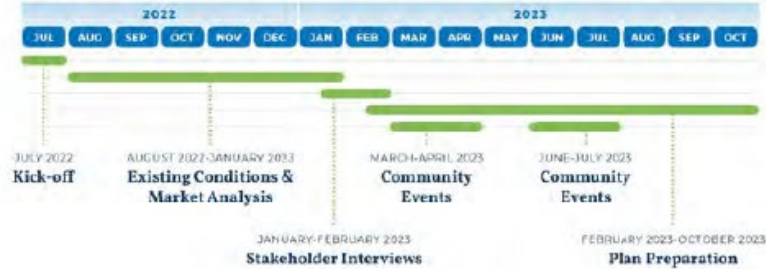 2022 2023
JUL AUG SEP OCT NOV DEC JAN FEB MAR APR MAY JUN JUL AUG SEP OCT
JULY 2022
Kick-off
AUGUST 2022-JANUARY 2023
Existing Conditions &
Market Analysis
MARCH-APRIL 2023
Community
Events
JUNE-JULY 2023
Community
Events
JANUARY-FEBRUARY 2023
Stakeholder Interviews
FEBRUARY 2023-OCTOBER 2023
Plan Preparation